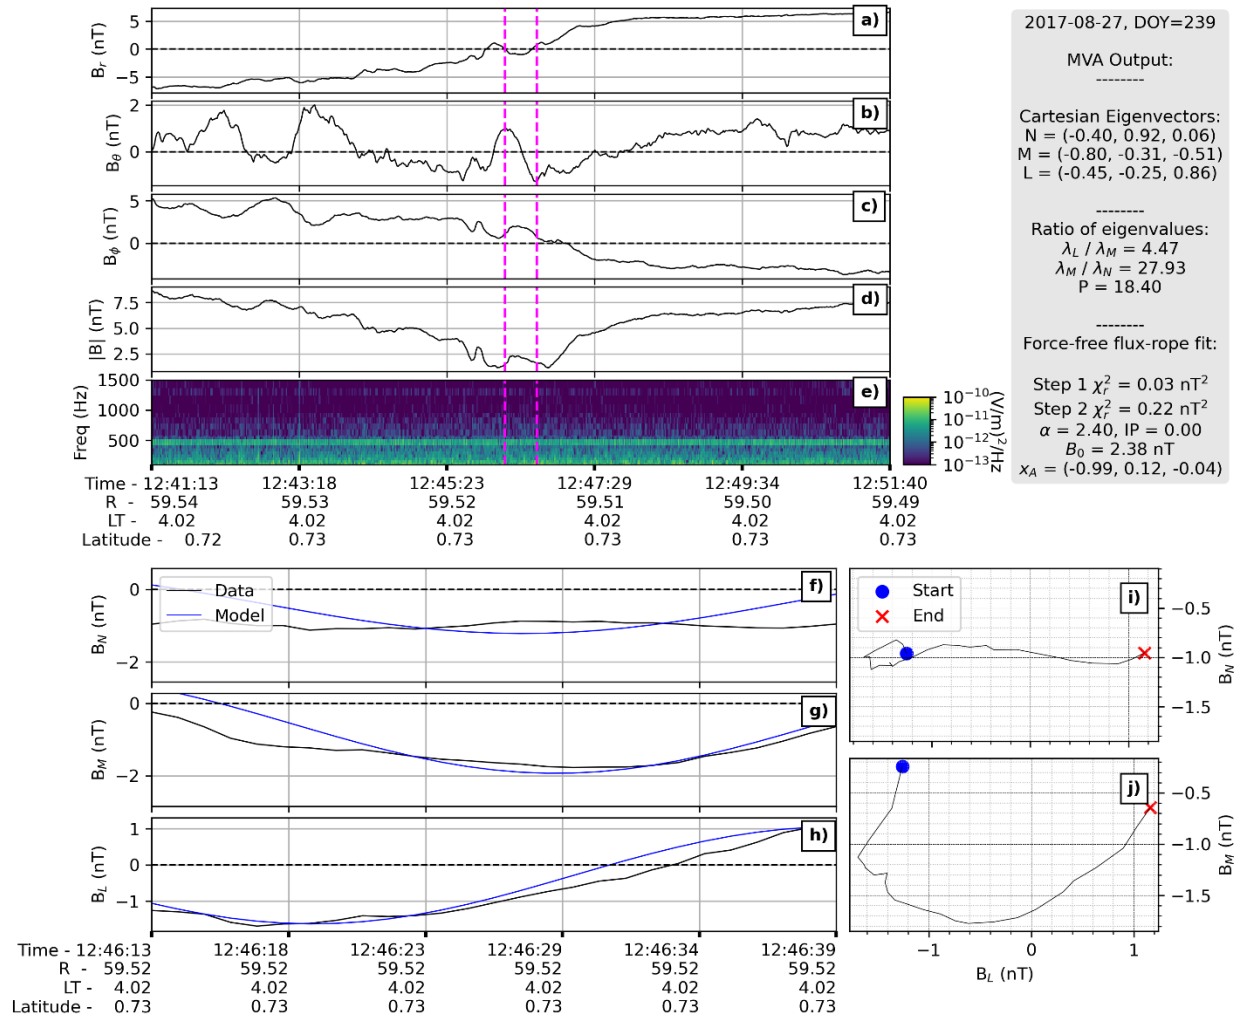 5
0
−5
B_r (nT)
a)
2
0
B_θ (nT)
b)
5
0
B_ϕ (nT)
c)
7.5
5.0
2.5
|B| (nT)
d)
1500
1000
500
Freq (Hz)
e)
10^−10
10^−11
10^−12
10^−13
(V/m^2)/Hz
Time - 12:41:13 12:43:18 12:45:23 12:47:29 12:49:34 12:51:40
R - 59.54 59.53 59.52 59.51 59.50 59.49
LT - 4.02 4.02 4.02 4.02 4.02 4.02
Latitude - 0.72 0.73 0.73 0.73 0.73 0.73
2017-08-27, DOY=239
MVA Output:
--------
Cartesian Eigenvectors:
N = (-0.40, 0.92, 0.06)
M = (-0.80, -0.31, -0.51)
L = (-0.45, -0.25, 0.86)
--------
Ratio of eigenvalues:
λ_L / λ_M = 4.47
λ_M / λ_N = 27.93
P = 18.40
--------
Force-free flux-rope fit:
Step 1 χ_r^2 = 0.03 nT^2
Step 2 χ_r^2 = 0.22 nT^2
α = 2.40, IP = 0.00
B_0 = 2.38 nT
x_A = (-0.99, 0.12, -0.04)
0
−2
B_N (nT)
Data
Model
f)
0
−2
B_M (nT)
g)
1
0
−1
B_L (nT)
h)
Time - 12:46:13 12:46:18 12:46:23 12:46:29 12:46:34 12:46:39
R - 59.52 59.52 59.52 59.52 59.52 59.52
LT - 4.02 4.02 4.02 4.02 4.02 4.02
Latitude - 0.73 0.73 0.73 0.73 0.73 0.73
Start
End
i)
−0.5
−1.0
−1.5
B_N (nT)
j)
−0.5
−1.0
−1.5
B_M (nT)
−1 0 1
B_L (nT)